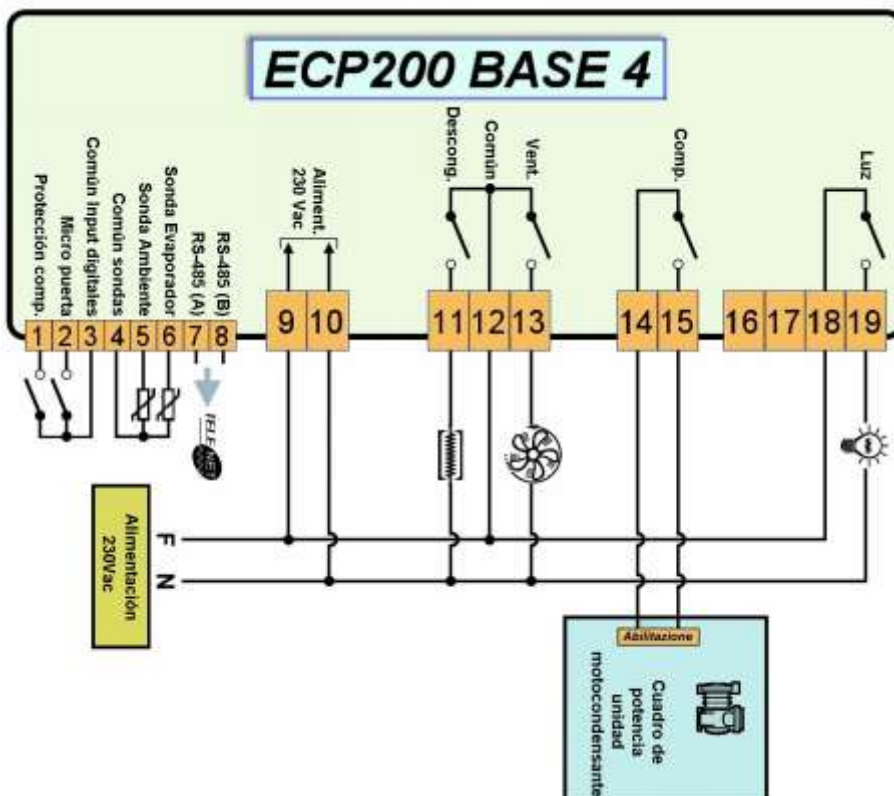 ECP200 BASE 4
Protección comp.
Micro puerta
Común Input digitales
Común sondas
Sonda Ambiente
Sonda Evaporador
RS-485 (A)
RS-485 (B)
Aliment.
230 Vac
Descong.
Común
Vent.
Comp.
Luz
1 2 3 4 5 6 7 8
9 10
11 12 13
14 15
16 17 18 19
TELE
NET
Alimentación
230Vac
F
N
Abilitazione
Cuadro de
potencia
unidad
motocondensante